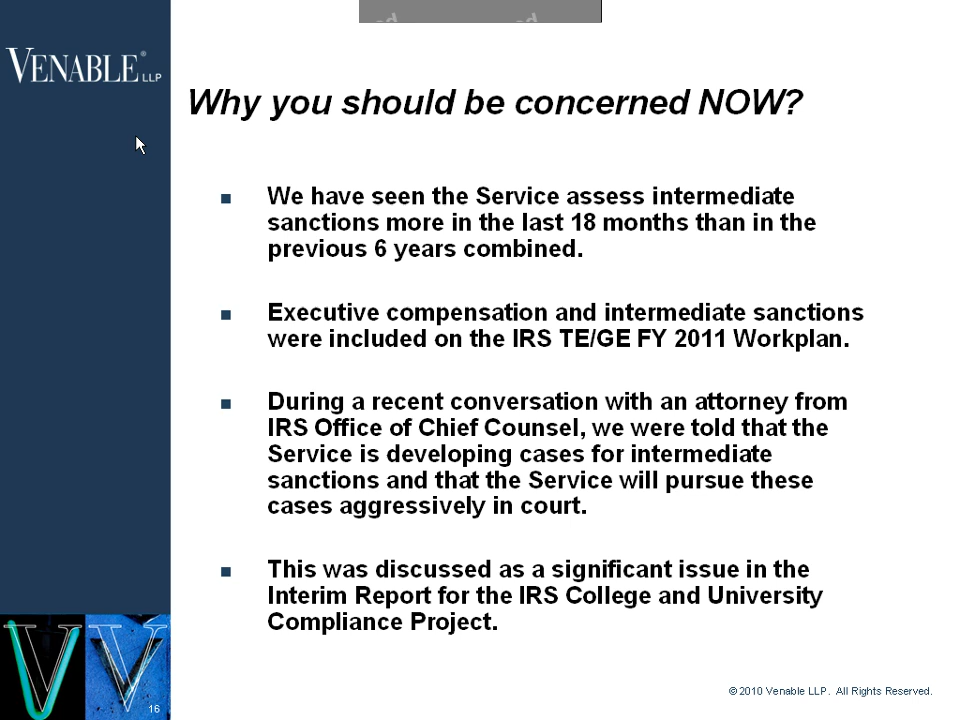 VENABLE® LLP
Why you should be concerned NOW?
■ We have seen the Service assess intermediate
sanctions more in the last 18 months than in the
previous 6 years combined.
■ Executive compensation and intermediate sanctions
were included on the IRS TE/GE FY 2011 Workplan.
■ During a recent conversation with an attorney from
IRS Office of Chief Counsel, we were told that the
Service is developing cases for intermediate
sanctions and that the Service will pursue these
cases aggressively in court.
■ This was discussed as a significant issue in the
Interim Report for the IRS College and University
Compliance Project.
© 2010 Venable LLP. All Rights Reserved.
16